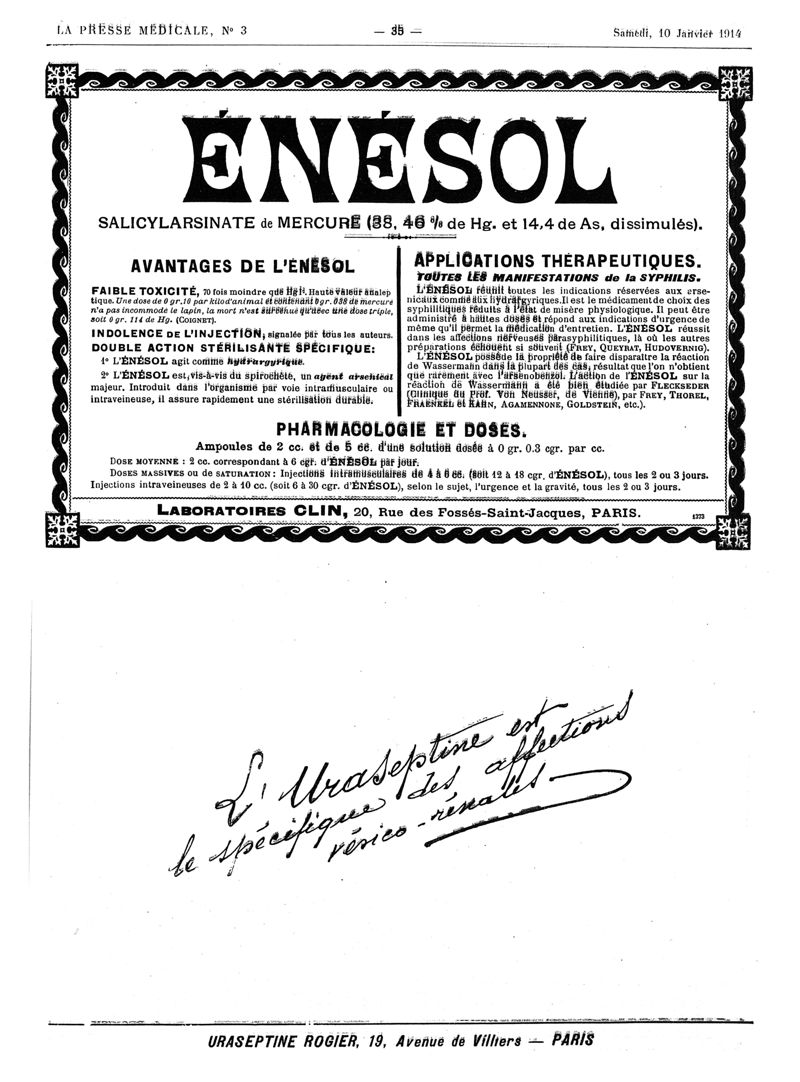 LA PRESSE MÉDICALE, Nº 3 — 35 — Samedi, 10 Janvier 1914
ÉNÉSOL
SALICYLARSINATE de MERCURE (38, 46 % de Hg. et 14,4 de As, dissimulés).
AVANTAGES DE L'ÉNÉSOL
FAIBLE TOXICITÉ, 70 fois moindre que HgI². Haute valeur analep
tique. Une dose de 0 gr. 10 par kilo d'animal et contenant 0 gr. 038 de mercure
n'a pas incommodé le lapin, la mort n'est survenue qu'avec une dose triple,
soit 0 gr. 114 de Hg. (COIGNET).
INDOLENCE DE L'INJECTION, signalée par tous les auteurs.
DOUBLE ACTION STÉRILISANTE SPÉCIFIQUE:
1º L'ÉNÉSOL agit comme hydrargyrique.
2º L'ÉNÉSOL est, vis-à-vis du spirochète, un agent arsenical
majeur. Introduit dans l'organisme par voie intramusculaire ou
intraveineuse, il assure rapidement une stérilisation durable.
APPLICATIONS THÉRAPEUTIQUES.
TOUTES LES MANIFESTATIONS de la SYPHILIS.
L'ÉNÉSOL réunit toutes les indications réservées aux arse-
nicaux comme aux hydrargyriques. Il est le médicament de choix des
syphilitiques réduits à l'état de misère physiologique. Il peut être
administré à hautes doses et répond aux indications d'urgence de
même qu'il permet la médication d'entretien. L'ÉNÉSOL réussit
dans les affections nerveuses parasyphilitiques, là où les autres
préparations échouent si souvent (FREY, QUEYRAT, HUDOVERNIG).
L'ÉNÉSOL possède la propriété de faire disparaître la réaction
de Wassermann dans la plupart des cas, résultat que l'on n'obtient
que rarement avec l'arsénobenzol. L'action de l'ÉNÉSOL sur la
réaction de Wassermann a été bien étudiée par FLECKSEDER
(Clinique du Prof. Von Neusser, de Vienne), par FREY, THOREL,
FRAENKEL et KAHN, AGAMENNONE, GOLDSTEIN, etc.).
PHARMACOLOGIE ET DOSES.
Ampoules de 2 cc. et de 5 cc. d'une solution dosée à 0 gr. 0.3 cgr. par cc.
DOSE MOYENNE : 2 cc. correspondant à 6 cgr. d'ÉNÉSOL par jour.
DOSES MASSIVES ou de SATURATION : Injections intramusculaires de 4 à 6 cc. (soit 12 à 18 cgr. d'ÉNÉSOL), tous les 2 ou 3 jours.
Injections intraveineuses de 2 à 10 cc. (soit 6 à 30 cgr. d'ÉNÉSOL), selon le sujet, l'urgence et la gravité, tous les 2 ou 3 jours.
LABORATOIRES CLIN, 20, Rue des Fossés-Saint-Jacques, PARIS. 1373
L'Uraseptine est
le spécifique des affections
vésico-rénales
URASEPTINE ROGIER, 19, Avenue de Villiers — PARIS